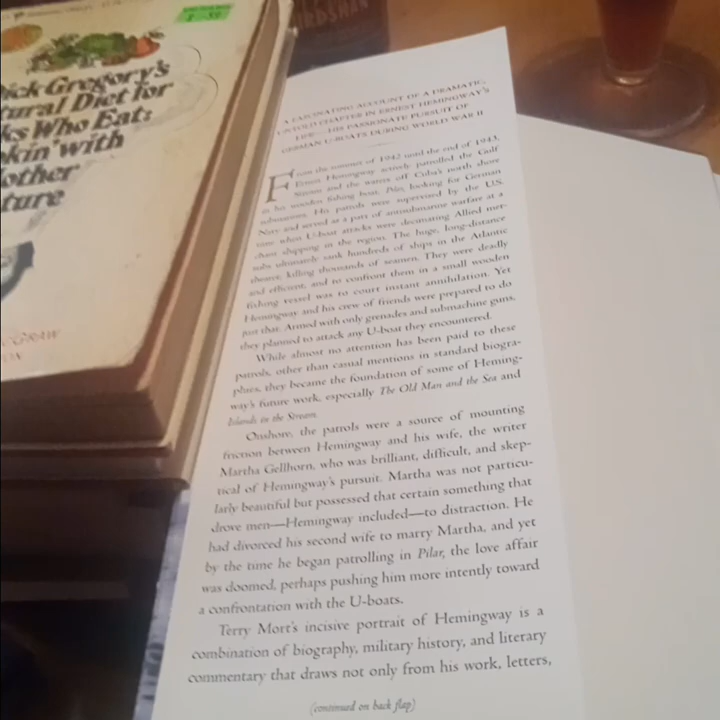 ick Gregory's
tural Diet for
ks Who Eat:
kin' with
other
ture
A FASCINATING ACCOUNT OF A DRAMATIC,
UNTOLD CHAPTER IN ERNEST HEMINGWAY'S
LIFE—HIS PASSIONATE PURSUIT OF
GERMAN U-BOATS DURING WORLD WAR II
From the summer of 1942 until the end of 1943,
Ernest Hemingway actively patrolled the Gulf
Stream and the waters off Cuba's north shore
in his wooden fishing boat, Pilar, looking for German
submarines. His patrols were supervised by the U.S.
Navy and served as a part of antisubmarine warfare at a
time when U-boat attacks were decimating Allied mer-
chant shipping in the region. The huge, long-distance
subs ultimately sank hundreds of ships in the Atlantic
theater, killing thousands of seamen. They were deadly
and efficient, and to confront them in a small wooden
fishing vessel was to court instant annihilation. Yet
Hemingway and his crew of friends were prepared to do
just that. Armed with only grenades and submachine guns,
they planned to attack any U-boat they encountered.
While almost no attention has been paid to these
patrols, other than casual mentions in standard biogra-
phies, they became the foundation of some of Heming-
way's future work, especially The Old Man and the Sea and
Islands in the Stream.
Onshore, the patrols were a source of mounting
friction between Hemingway and his wife, the writer
Martha Gellhorn, who was brilliant, difficult, and skep-
tical of Hemingway's pursuit. Martha was not particu-
larly beautiful but possessed that certain something that
drove men—Hemingway included—to distraction. He
had divorced his second wife to marry Martha, and yet
by the time he began patrolling in Pilar, the love affair
was doomed, perhaps pushing him more intently toward
a confrontation with the U-boats.
Terry Mort's incisive portrait of Hemingway is a
combination of biography, military history, and literary
commentary that draws not only from his work, letters,
(continued on back flap)